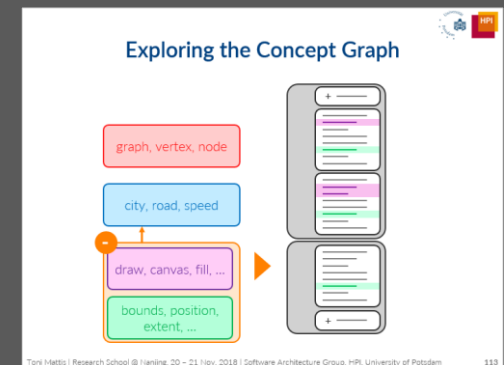 HPI
Exploring the Concept Graph
graph, vertex, node
city, road, speed
-
draw, canvas, fill, ...
bounds, position,
extent, ...
+
+
Toni Mattis | Research School @ Nanjing, 20 – 21 Nov, 2018 | Software Architecture Group, HPI, University of Potsdam
113